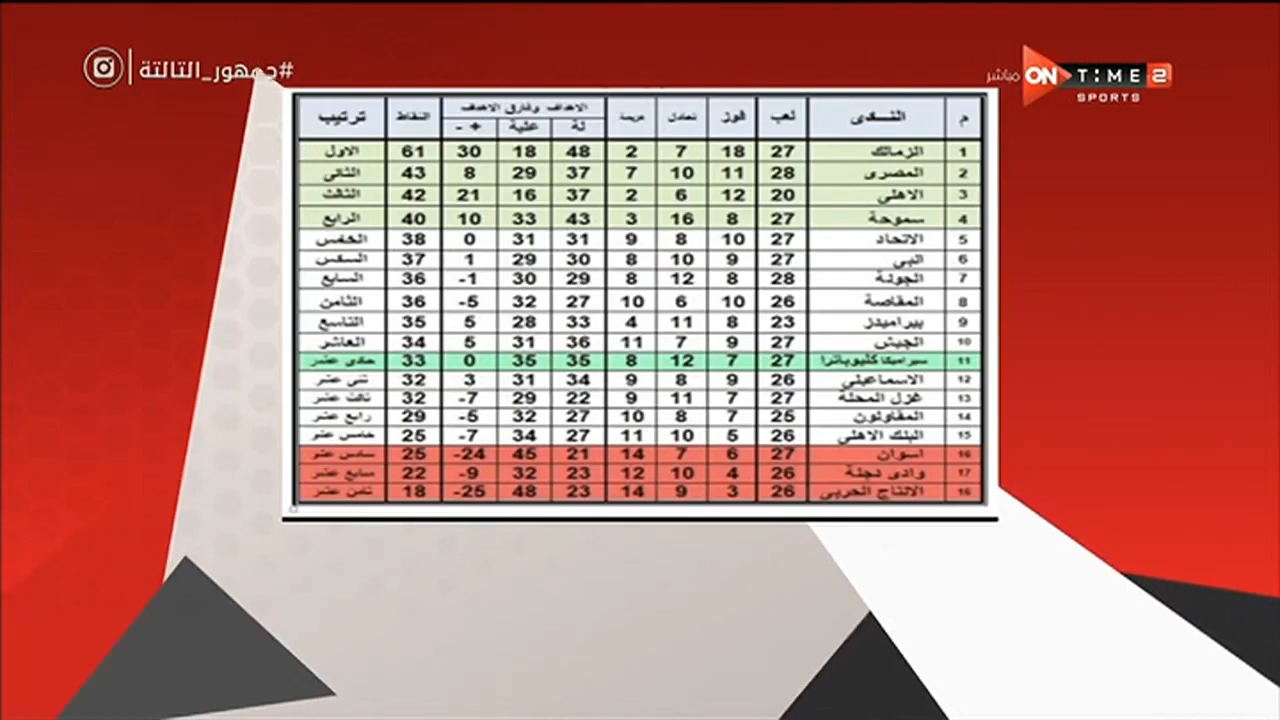 #جمهور_التالتة
مباشر ON TIME 2
SPORTS
م النـــادى لعب فوز تعادل هزيمة الاهداف وفارق الاهداف النقاط ترتيب
لة علية + -
1 الزمالك 27 18 7 2 48 18 30 61 الاول
2 المصرى 28 11 10 7 37 29 8 43 الثانى
3 الاهلى 20 12 6 2 37 16 21 42 الثالث
4 سموحة 27 8 16 3 43 33 10 40 الرابع
5 الاتحاد 27 10 8 9 31 31 0 38 الخمس
6 البى 27 9 10 8 30 29 1 37 السدس
7 الجونة 28 8 12 8 29 30 -1 36 السابع
8 المقاصة 26 10 6 10 27 32 -5 36 الثامن
9 بيراميدز 23 8 11 4 33 28 5 35 التاسع
10 الجيش 27 9 7 11 36 31 5 34 العاشر
11 سيراميكا كليوباترا 27 7 12 8 35 35 0 33 حادى عشر
12 الاسماعيلى 26 9 8 9 34 31 3 32 ثنى عشر
13 غزل المحلة 27 7 11 9 22 29 -7 32 ثالث عشر
14 المقاولون 25 7 8 10 27 32 -5 29 رابع عشر
15 البنك الاهلى 26 5 10 11 27 34 -7 25 خامس عشر
16 اسوان 27 6 7 14 21 45 -24 25 سادس عشر
17 وادى دجلة 26 4 10 12 23 32 -9 22 سابع عشر
الانتاج الحربى 26 3 9 14 23 48 -25 18 ثامن عشر